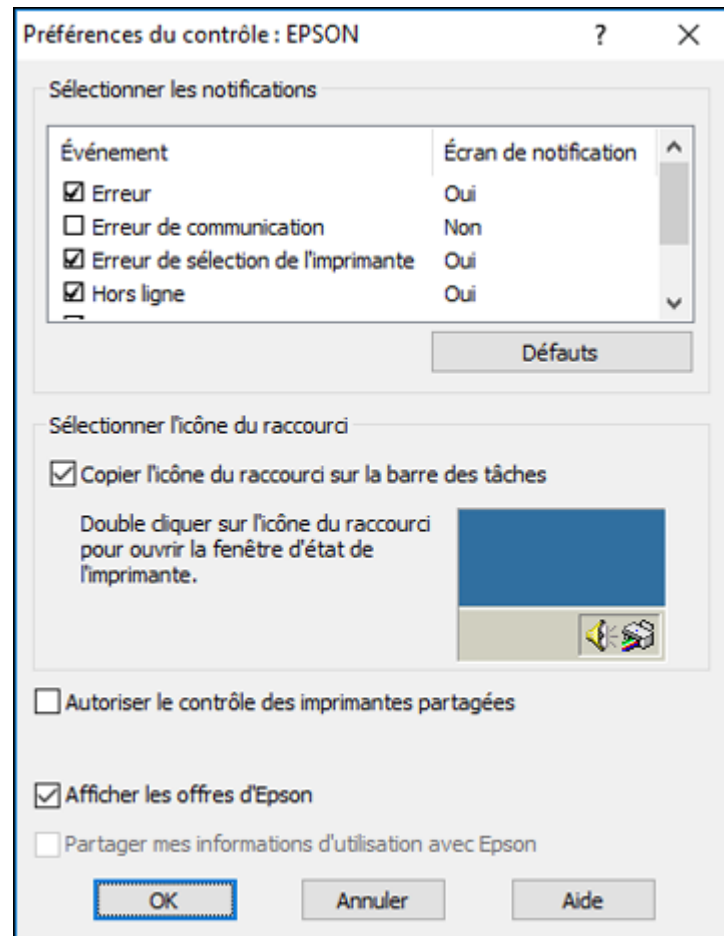 Préférences du contrôle : EPSON ?
Sélectionner les notifications
Événement Écran de notification
Erreur Oui
Erreur de communication Non
Erreur de sélection de l'imprimante Oui
Hors ligne Oui
Défauts
Sélectionner l'icône du raccourci
Copier l'icône du raccourci sur la barre des tâches
Double cliquer sur l'icône du raccourci
pour ouvrir la fenêtre d'état de
l'imprimante.
Autoriser le contrôle des imprimantes partagées
Afficher les offres d'Epson
Partager mes informations d'utilisation avec Epson
OK Annuler Aide